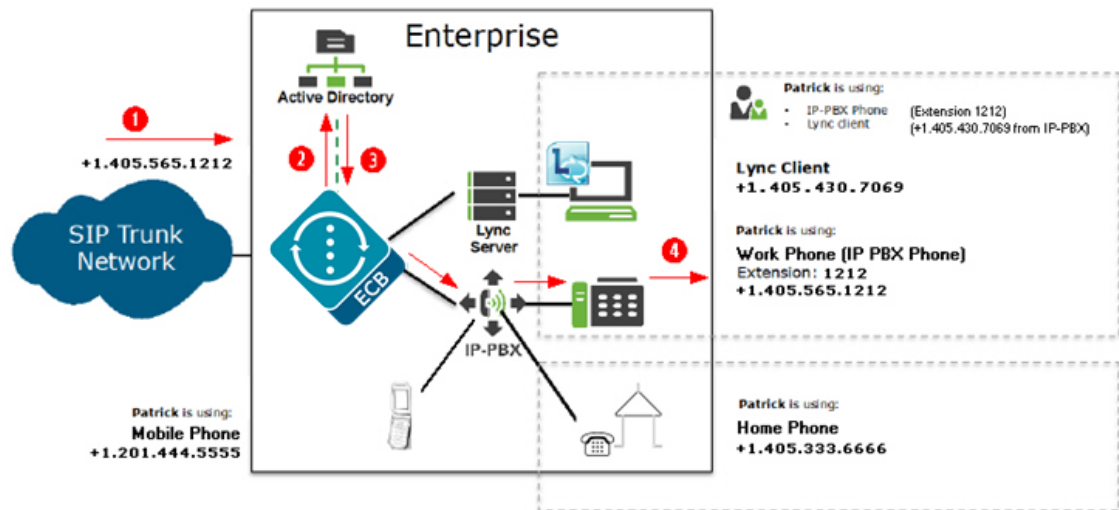 Enterprise
Active Directory
1
+1.405.565.1212
2
3
SIP Trunk
Network
ECB
L
Lync
Server
IP-PBX
4
Patrick is using:
Mobile Phone
+1.201.444.5555
Patrick is using:
- IP-PBX Phone (Extension 1212)
- Lync client (+1.405.430.7069 from IP-PBX)
Lync Client
+1.405.430.7069
Patrick is using:
Work Phone (IP PBX Phone)
Extension: 1212
+1.405.565.1212
Patrick is using:
Home Phone
+1.405.333.6666